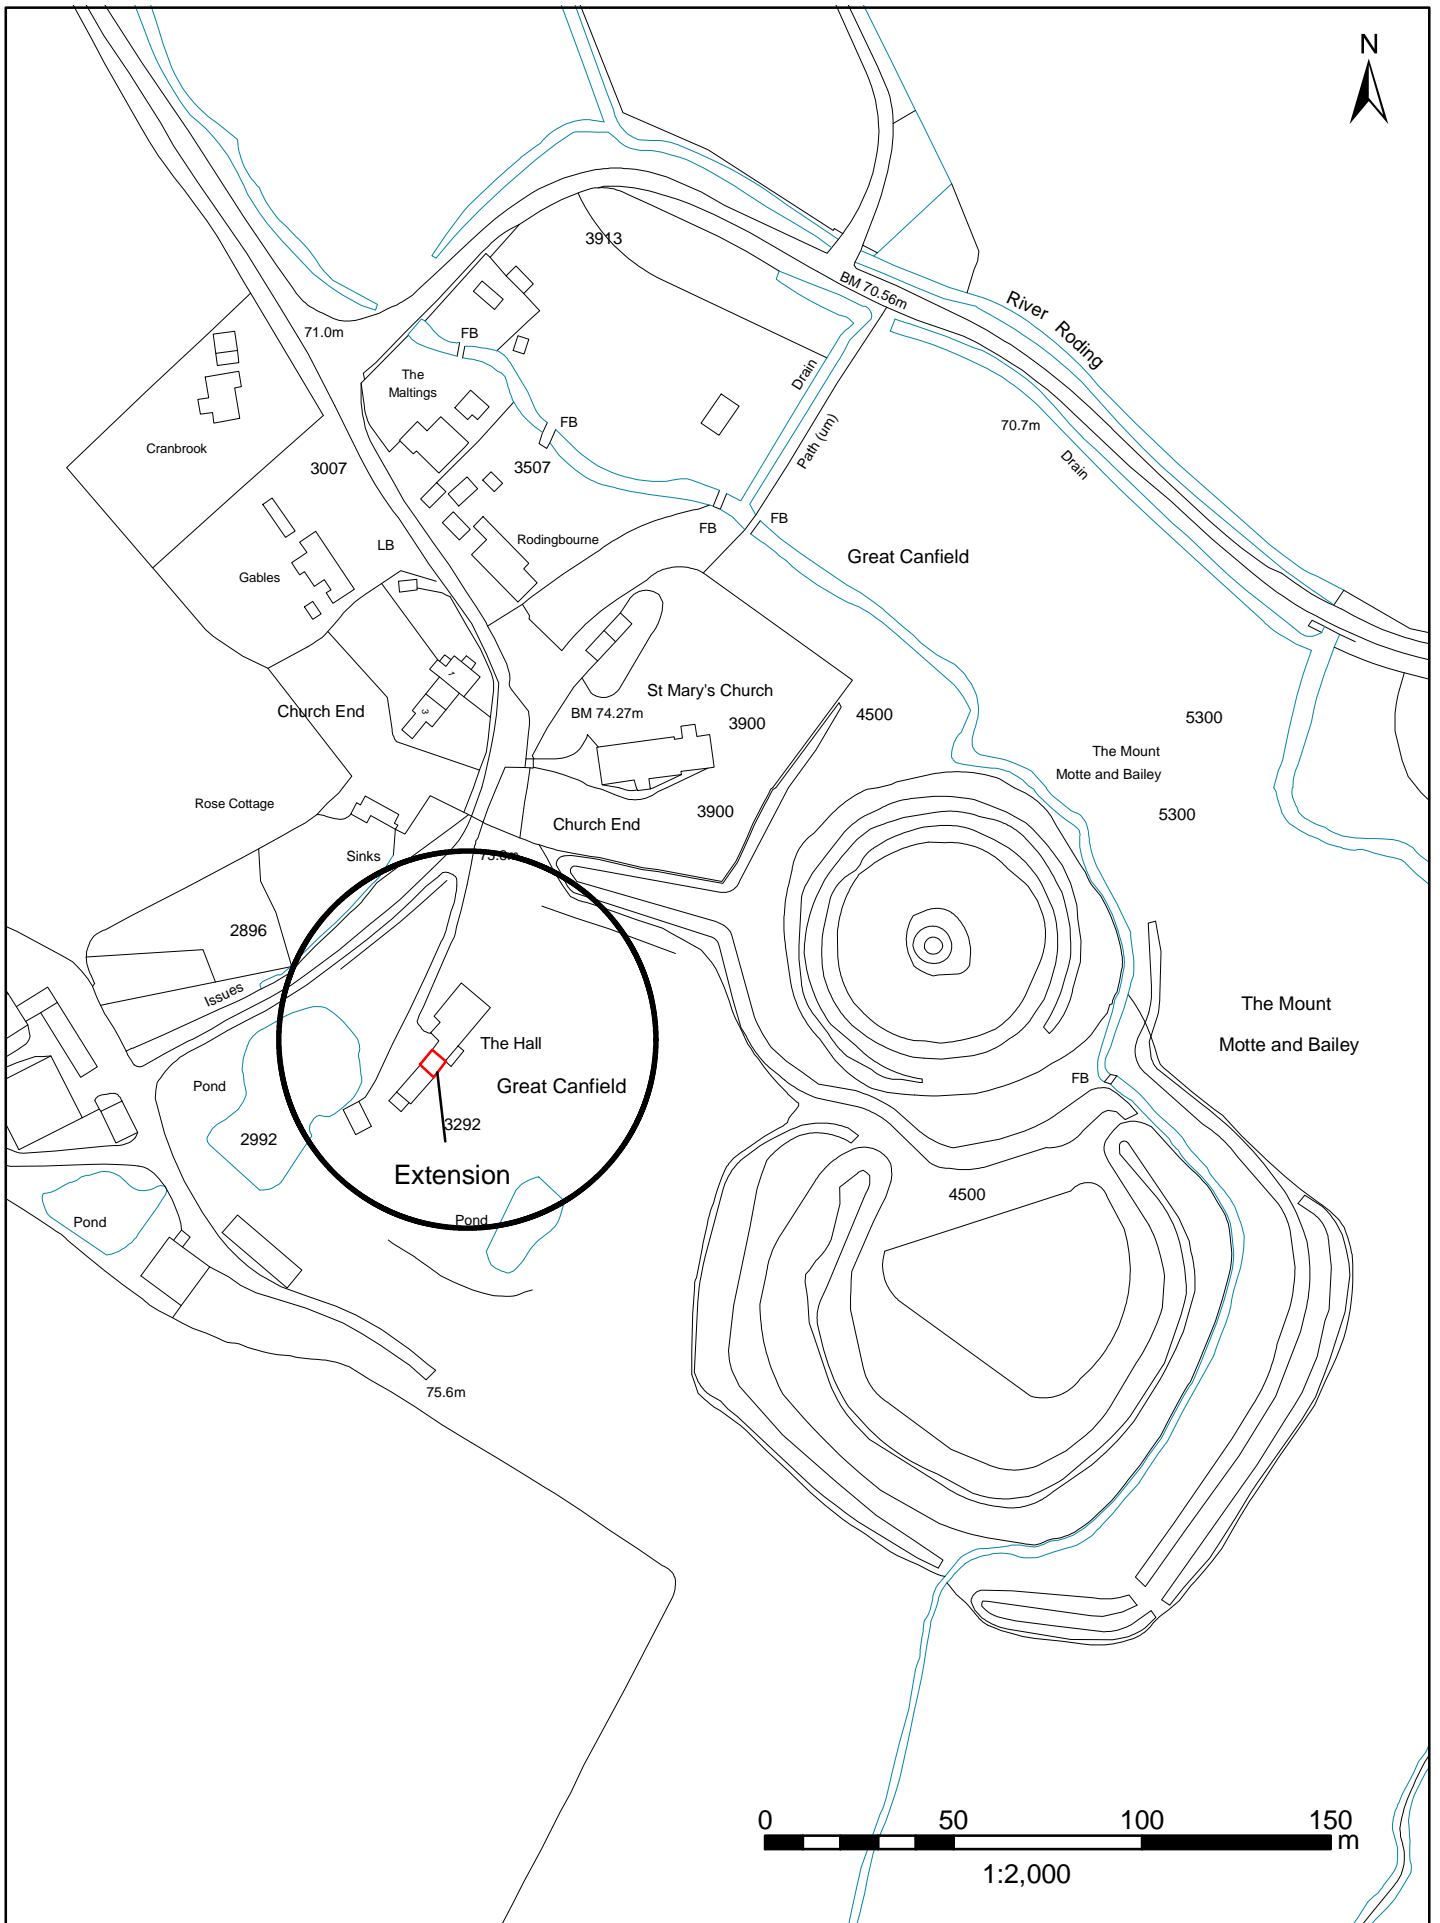 N
3913
BM 70.56m
River Roding
71.0m
FB
The
Maltings
Drain
FB
Path (um)
70.7m
Cranbrook
3007
3507
Drain
FB
FB
LB
Rodingbourne
Great Canfield
Gables
1
St Mary's Church
3
Church End
BM 74.27m
3900
4500
5300
The Mount
Motte and Bailey
Rose Cottage
3900
5300
Church End
Sinks
2896
Issues
The Mount
The Hall
Motte and Bailey
Pond
Great Canfield
FB
3292
2992
Extension
4500
Pond
Pond
75.6m
0 50 100 150
m
1:2,000